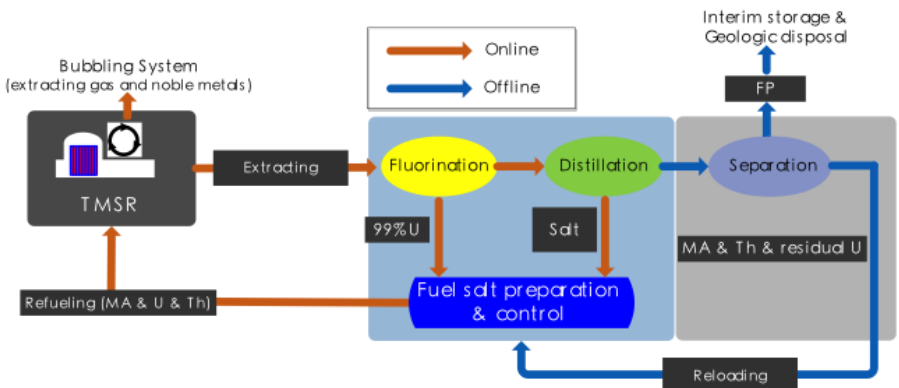 Interim storage &
Geologic disposal
Online
Offline
Bubbling System
(extracting gas and noble metals)
FP
TMSR
Extracting
Fluorination
Distillation
Separation
99%U
Salt
MA & Th & residual U
Refueling (MA & U & Th)
Fuel salt preparation
& control
Reloading